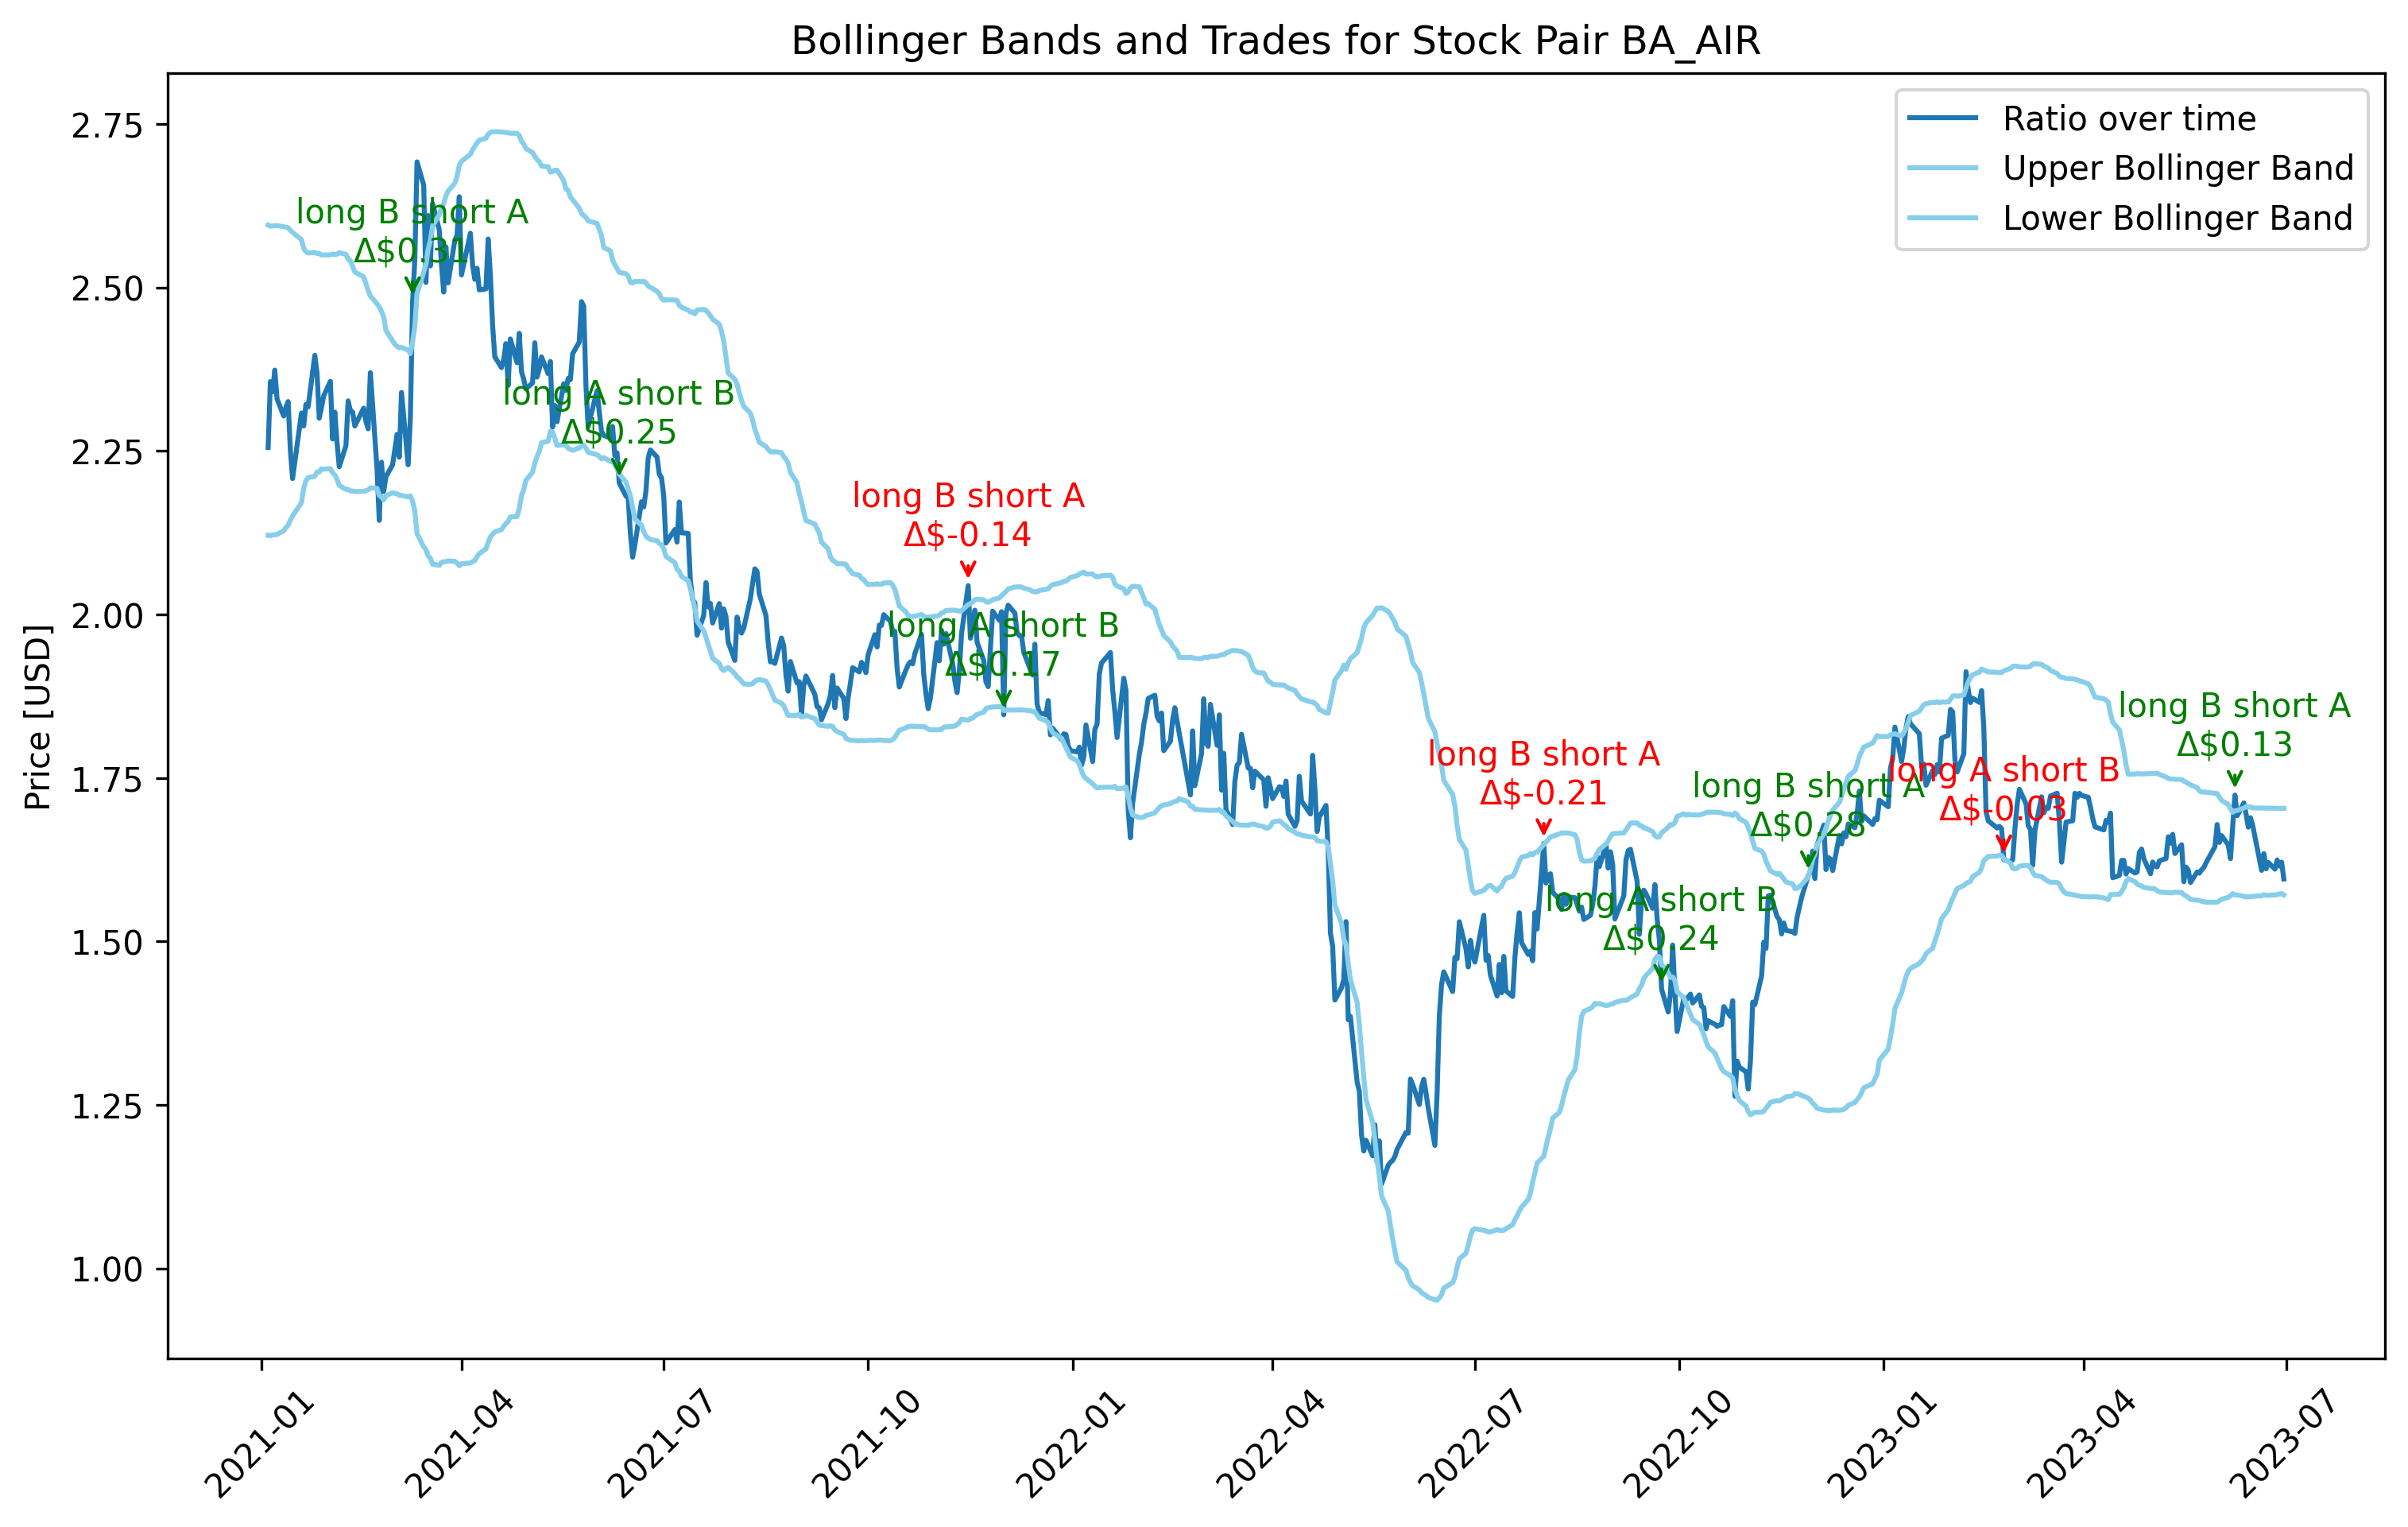 Bollinger Bands and Trades for Stock Pair BA_AIR
Ratio over time
Upper Bollinger Band
Lower Bollinger Band
Price [USD]
2.75
2.50
2.25
2.00
1.75
1.50
1.25
1.00
long B short A
Δ$0.31
long A short B
Δ$0.25
long B short A
Δ$-0.14
long A short B
Δ$0.17
long B short A
Δ$-0.21
long A short B
Δ$0.24
long B short A
Δ$0.28
long A short B
Δ$-0.03
long B short A
Δ$0.13
2021-01
2021-04
2021-07
2021-10
2022-01
2022-04
2022-07
2022-10
2023-01
2023-04
2023-07